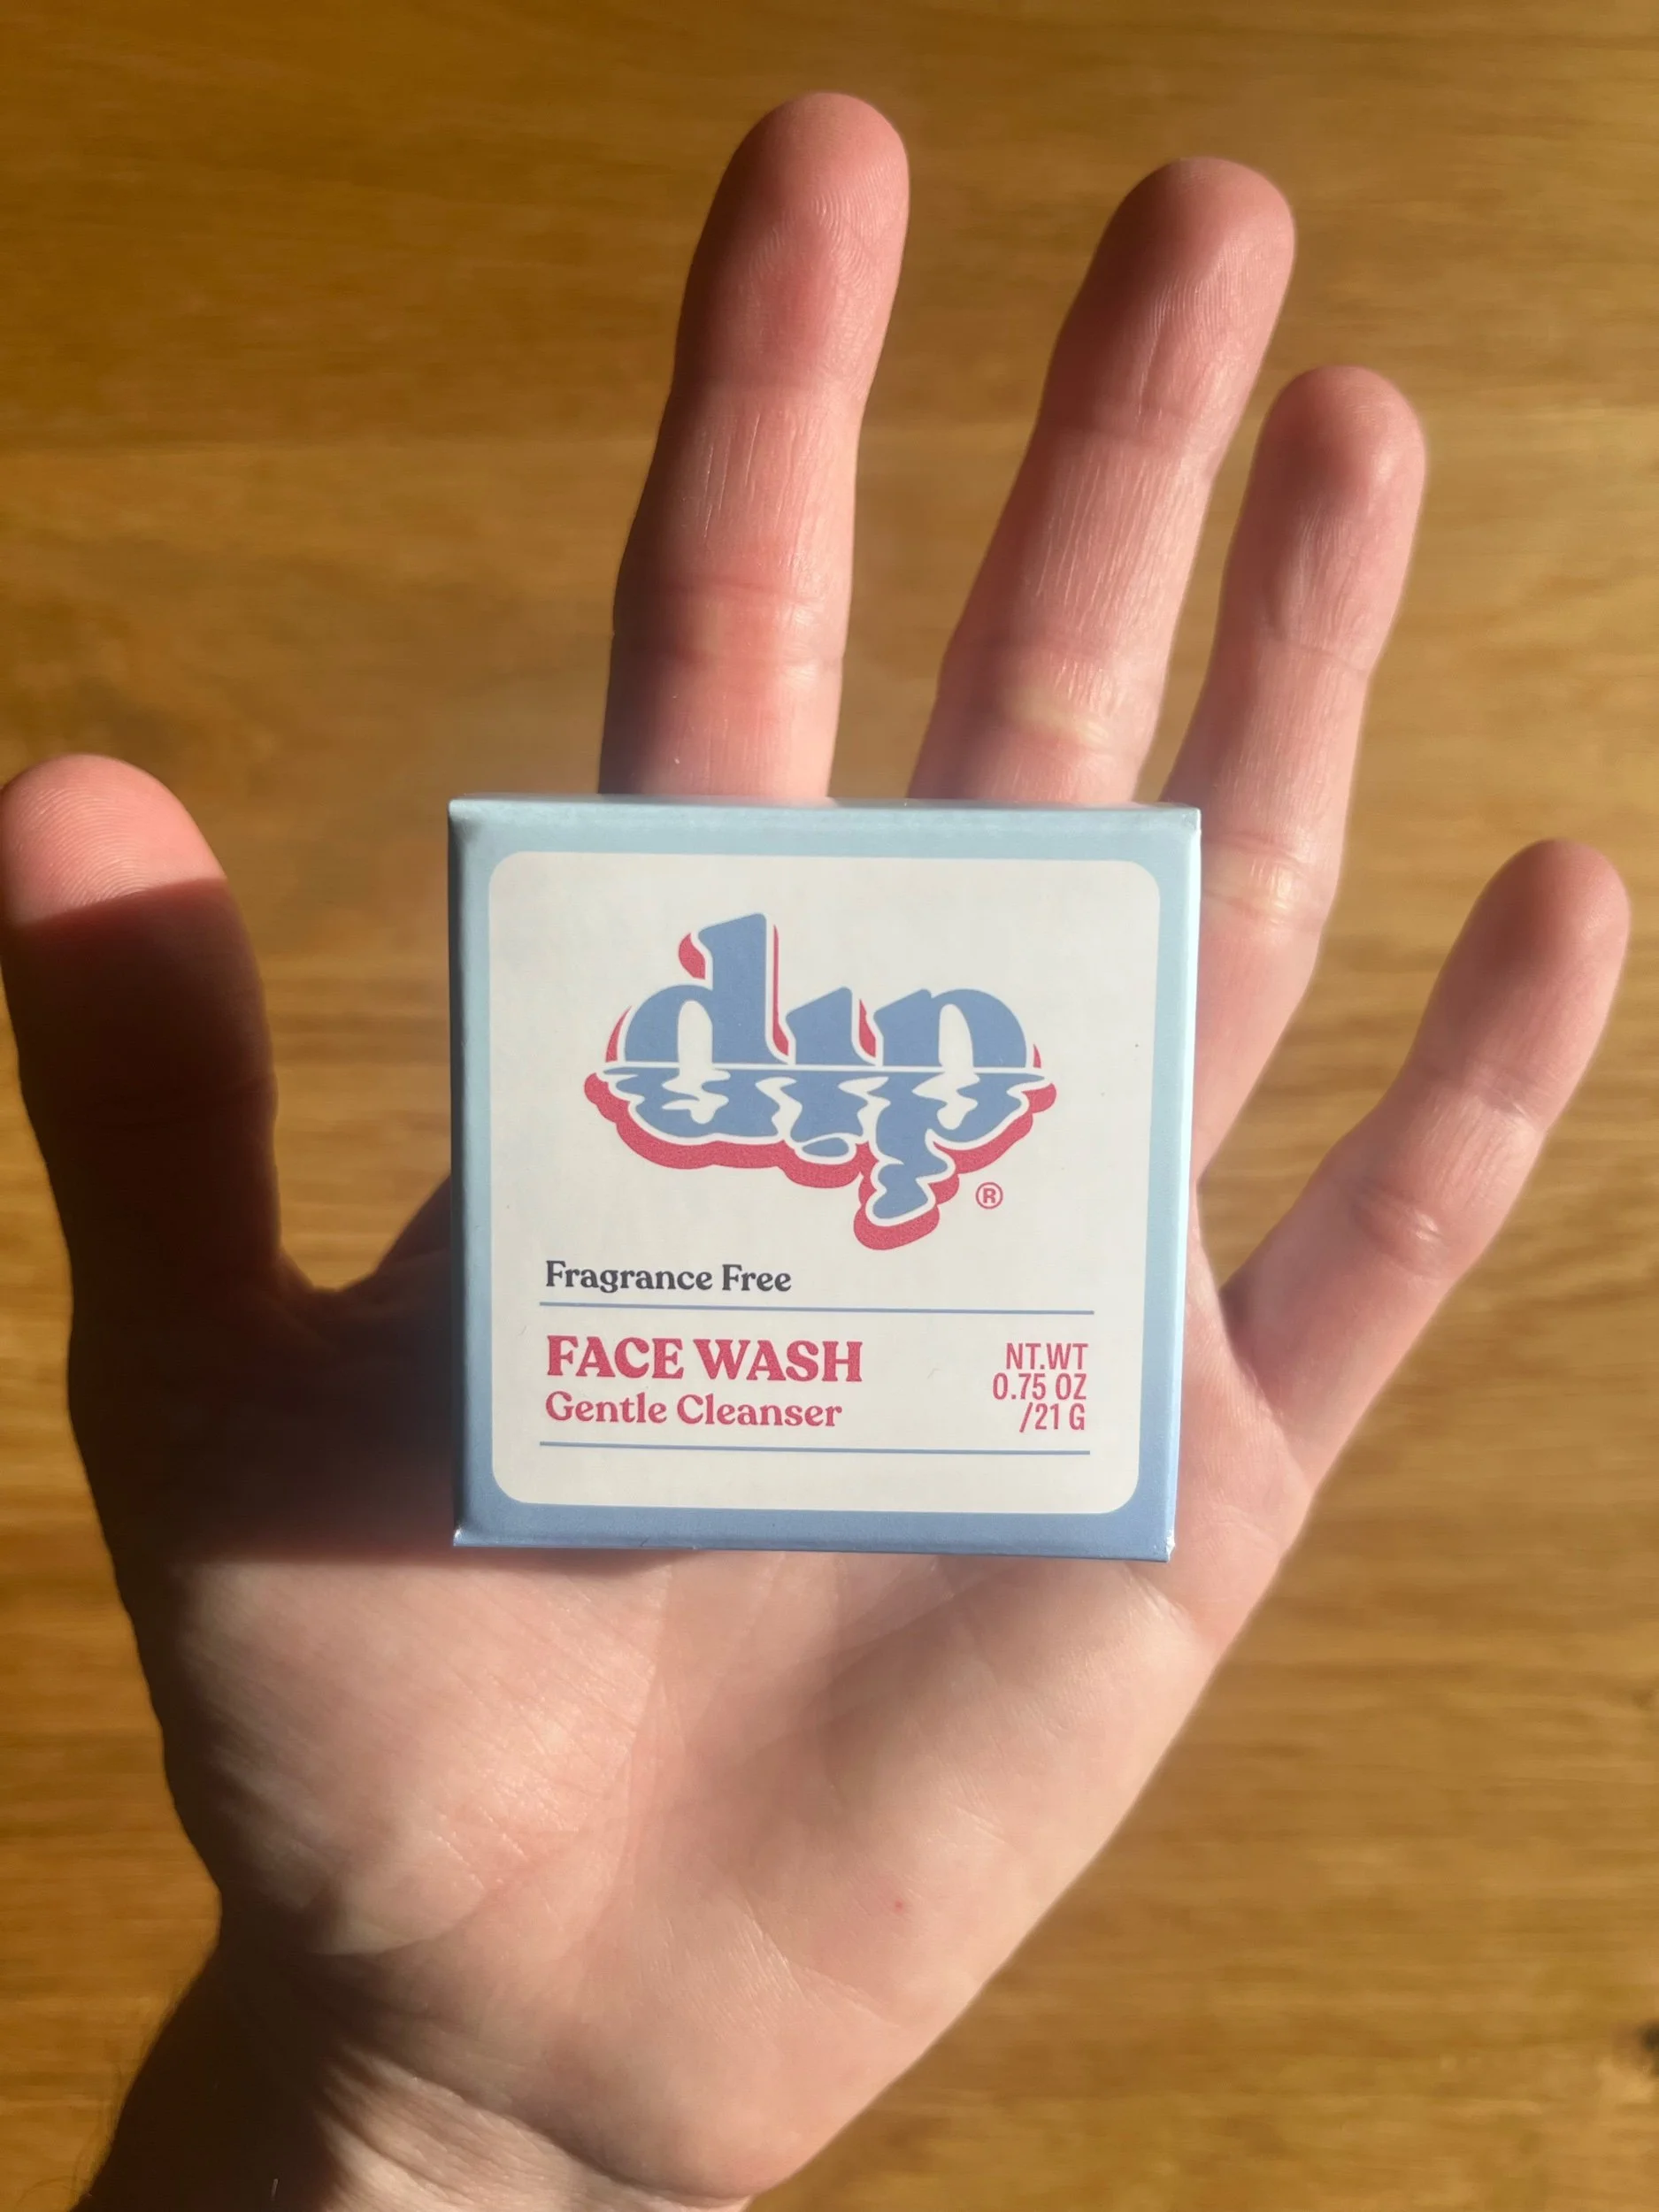 dip®
Fragrance Free
FACE WASH
Gentle Cleanser
NT.WT
0.75 OZ
/21 G